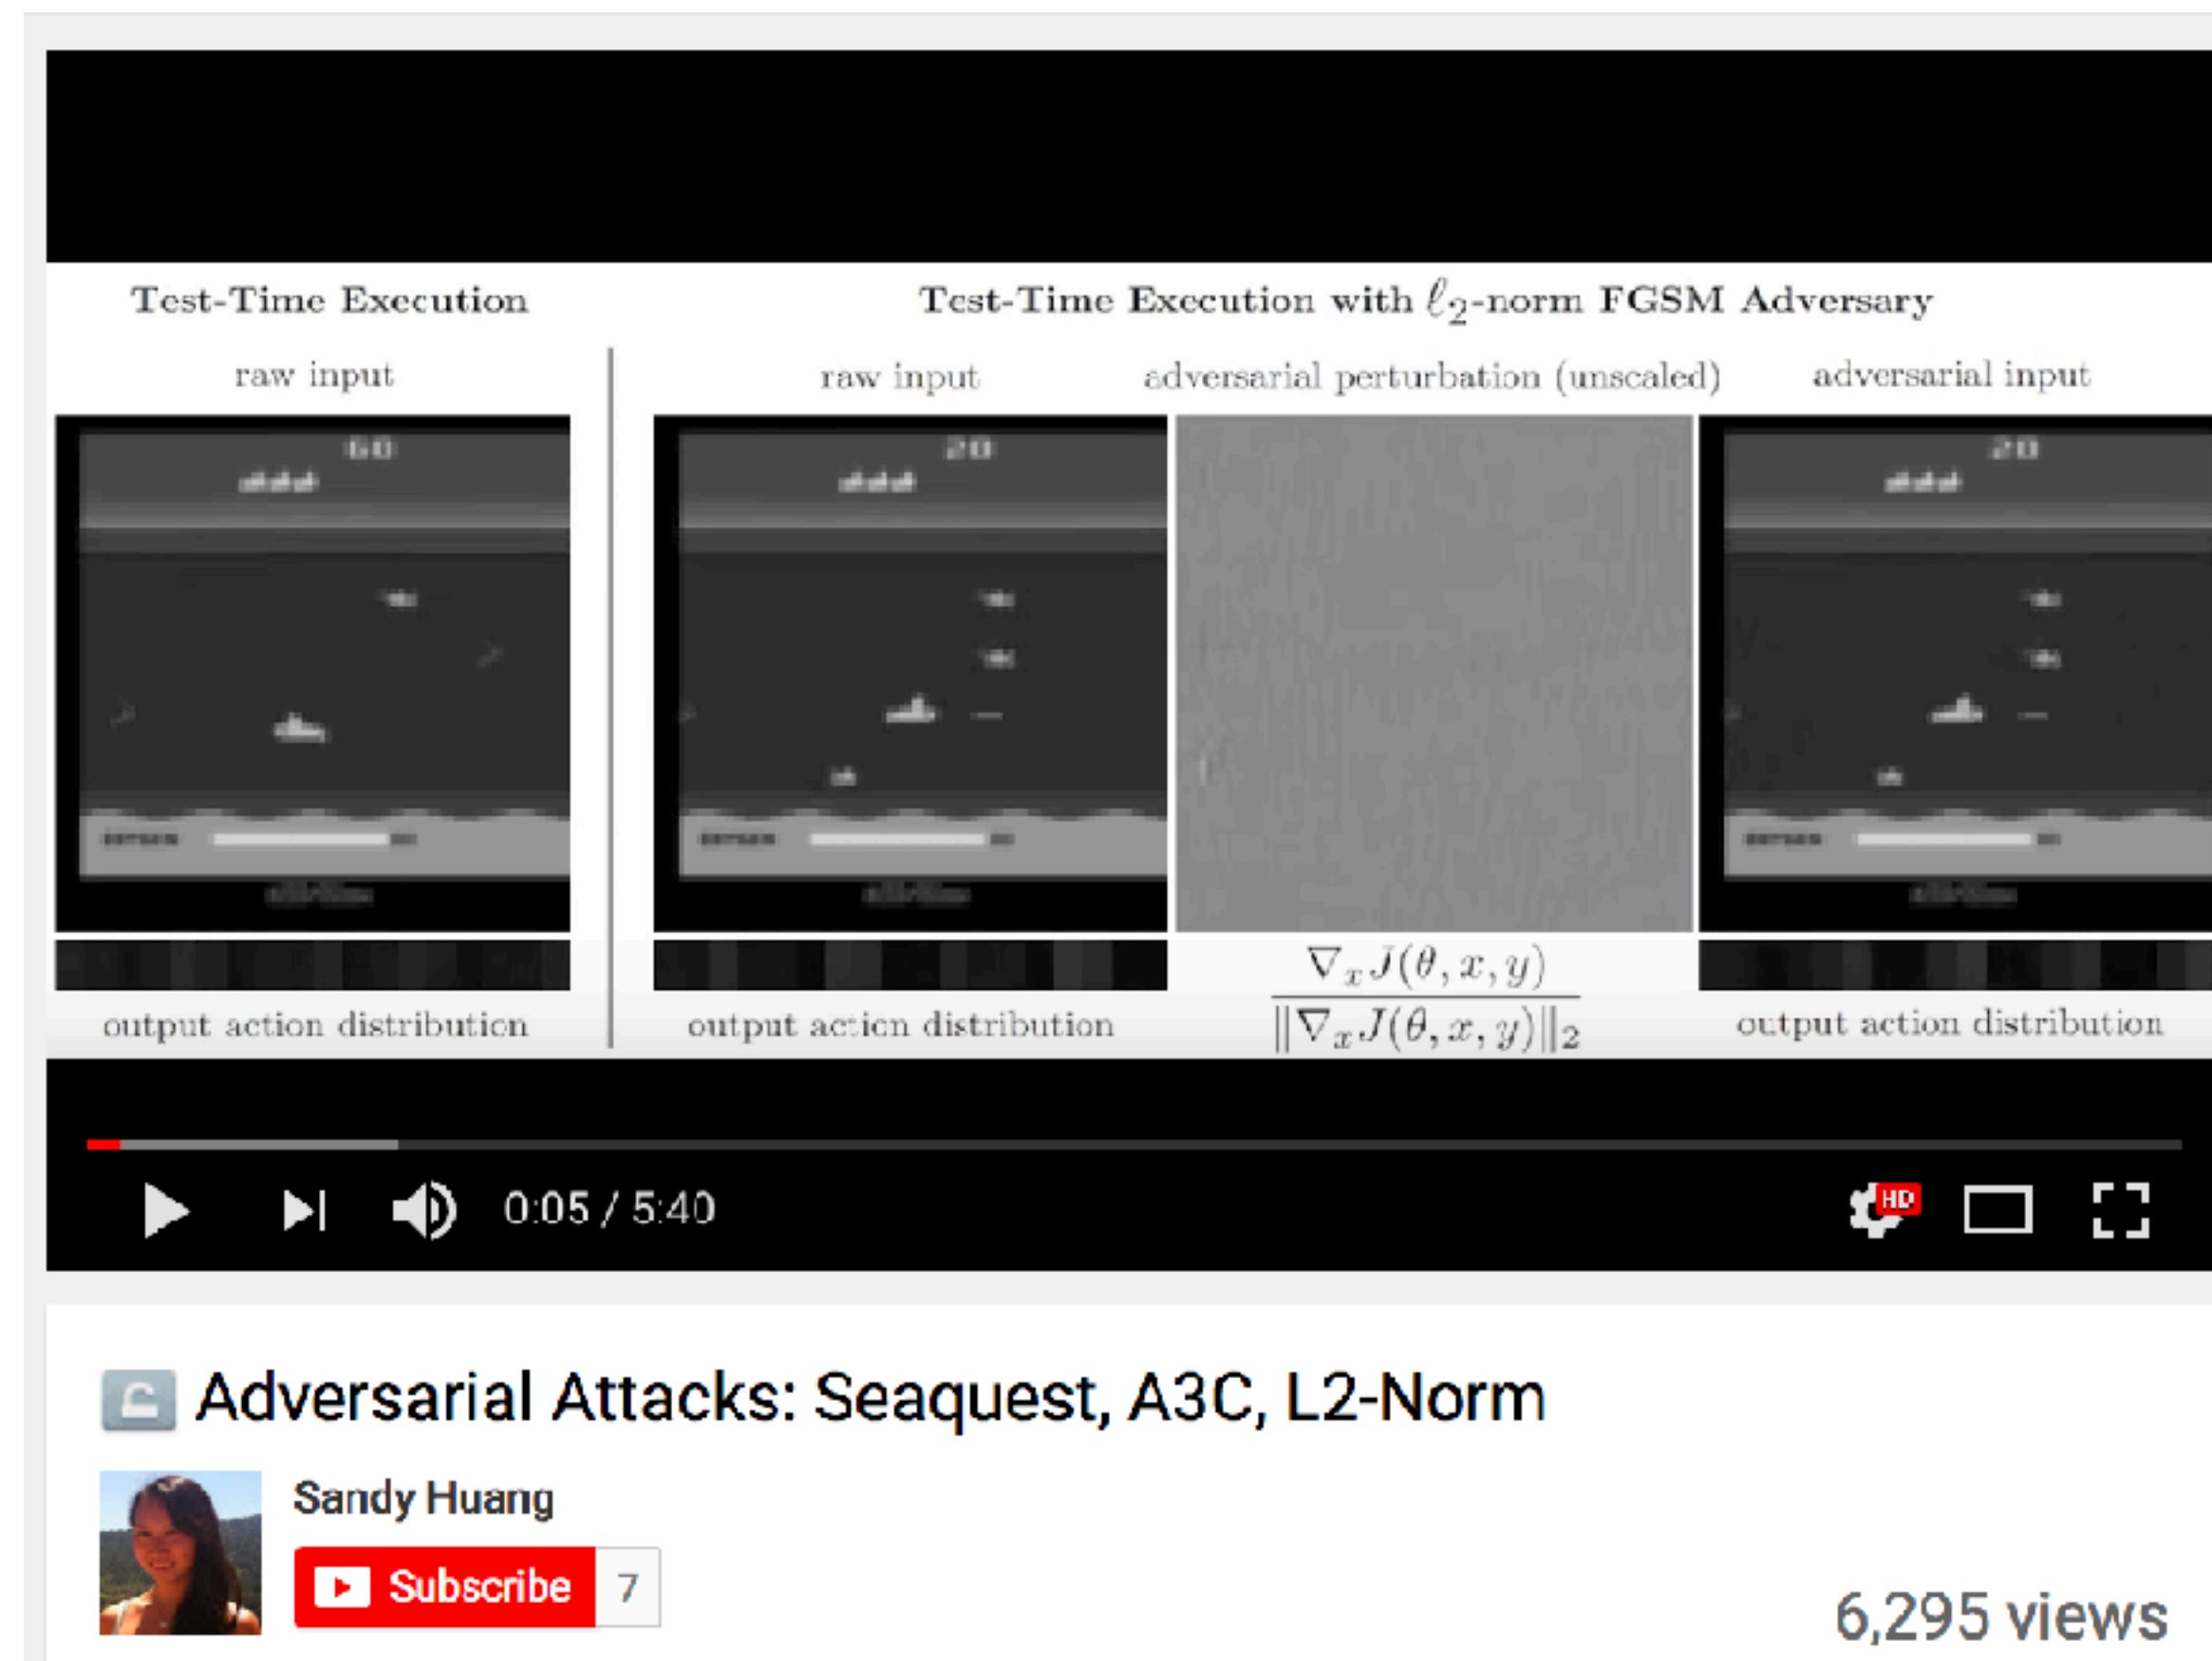 Test-Time Execution
Test-Time Execution with ℓ₂-norm FGSM Adversary
raw input
raw input
adversarial perturbation (unscaled)
adversarial input
60
20
20
output action distribution
output action distribution
∇ₓJ(θ, x, y)
‖∇ₓJ(θ, x, y)‖₂
output action distribution
0:05 / 5:40
HD
Adversarial Attacks: Seaquest, A3C, L2-Norm
Sandy Huang
Subscribe 7
6,295 views